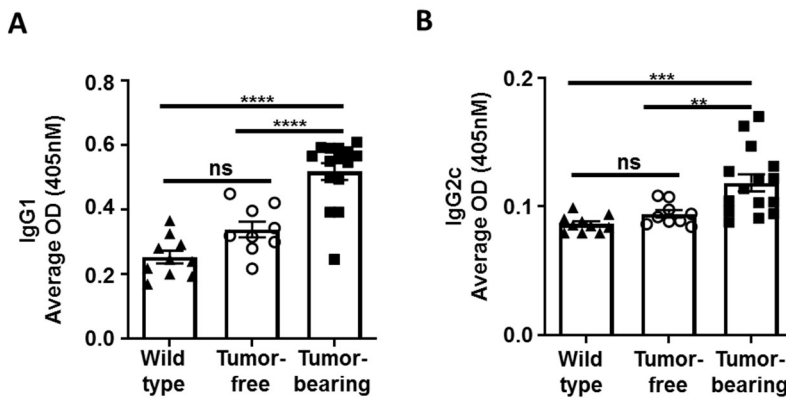 A
IgG1
Average OD (405nM)
0.8
0.6
0.4
0.2
0.0
****
****
ns
Wild
type
Tumor-
free
Tumor-
bearing
B
IgG2c
Average OD (405nM)
0.2
0.1
0.0
***
**
ns
Wild
type
Tumor-
free
Tumor-
bearing